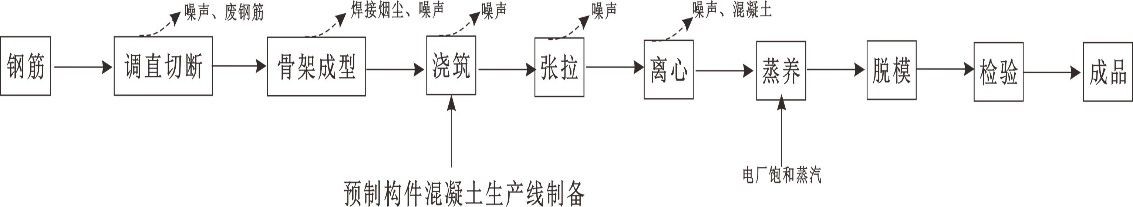 噪声、废钢筋
焊接烟尘、噪声
噪声
噪声
噪声、混凝土
钢筋
调直切断
骨架成型
浇筑
张拉
离心
蒸养
脱模
检验
成品
电厂饱和蒸汽
预制构件混凝土生产线制备